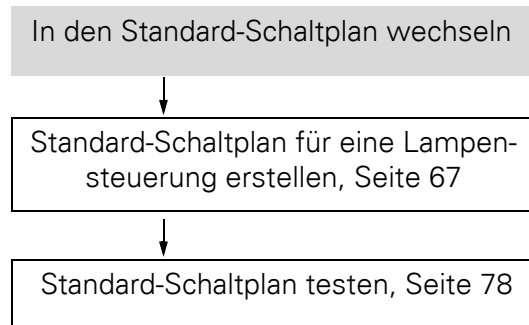 In den Standard-Schaltplan wechseln
Standard-Schaltplan für eine Lampen-
steuerung erstellen, Seite 67
Standard-Schaltplan testen, Seite 78